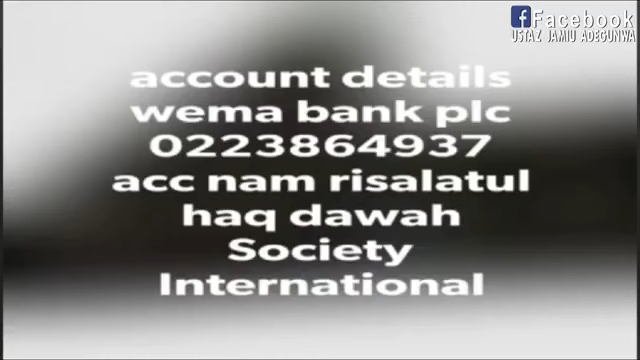 Facebook
USTAZ JAMIU ADEGUNWA
account details
wema bank plc
0223864937
acc nam risalatul
haq dawah
Society
International